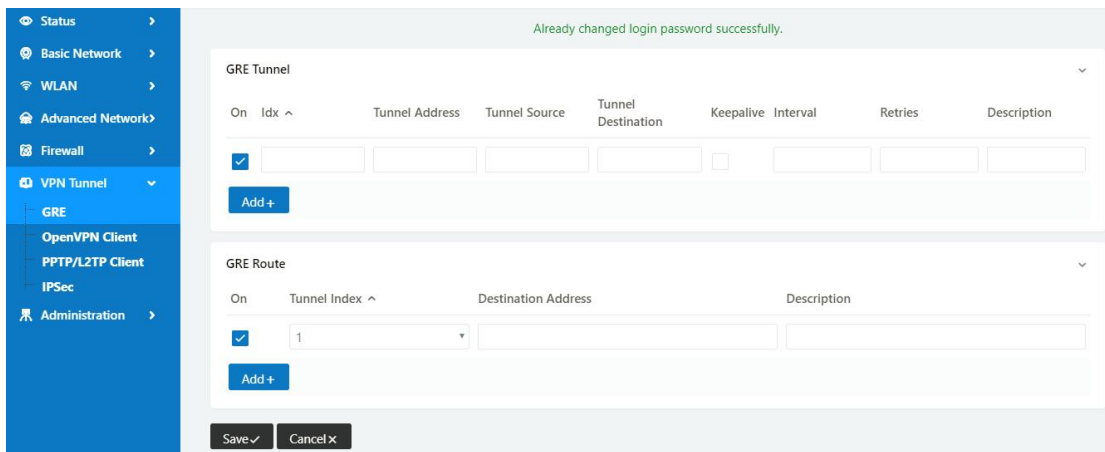 Status
Basic Network
WLAN
Advanced Network
Firewall
VPN Tunnel
GRE
OpenVPN Client
PPTP/L2TP Client
IPSec
Administration
Already changed login password successfully.
GRE Tunnel
On Idx Tunnel Address Tunnel Source Tunnel Destination Keepalive Interval Retries Description
Add+
GRE Route
On Tunnel Index Destination Address Description
1
Add+
Save Cancel